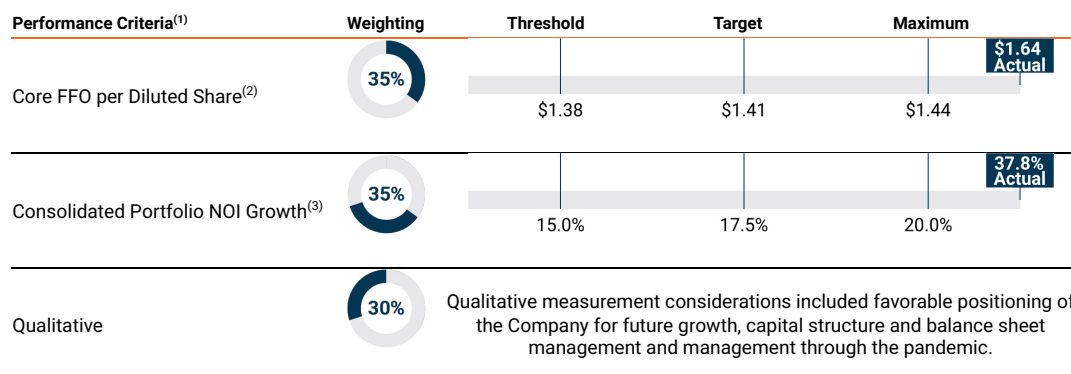 Performance Criteria(1) Weighting Threshold Target Maximum
$1.64
Actual
35%
Core FFO per Diluted Share(2)
$1.38 $1.41 $1.44
37.8%
Actual
35%
Consolidated Portfolio NOI Growth(3)
15.0% 17.5% 20.0%
30%
Qualitative
Qualitative measurement considerations included favorable positioning of
the Company for future growth, capital structure and balance sheet
management and management through the pandemic.